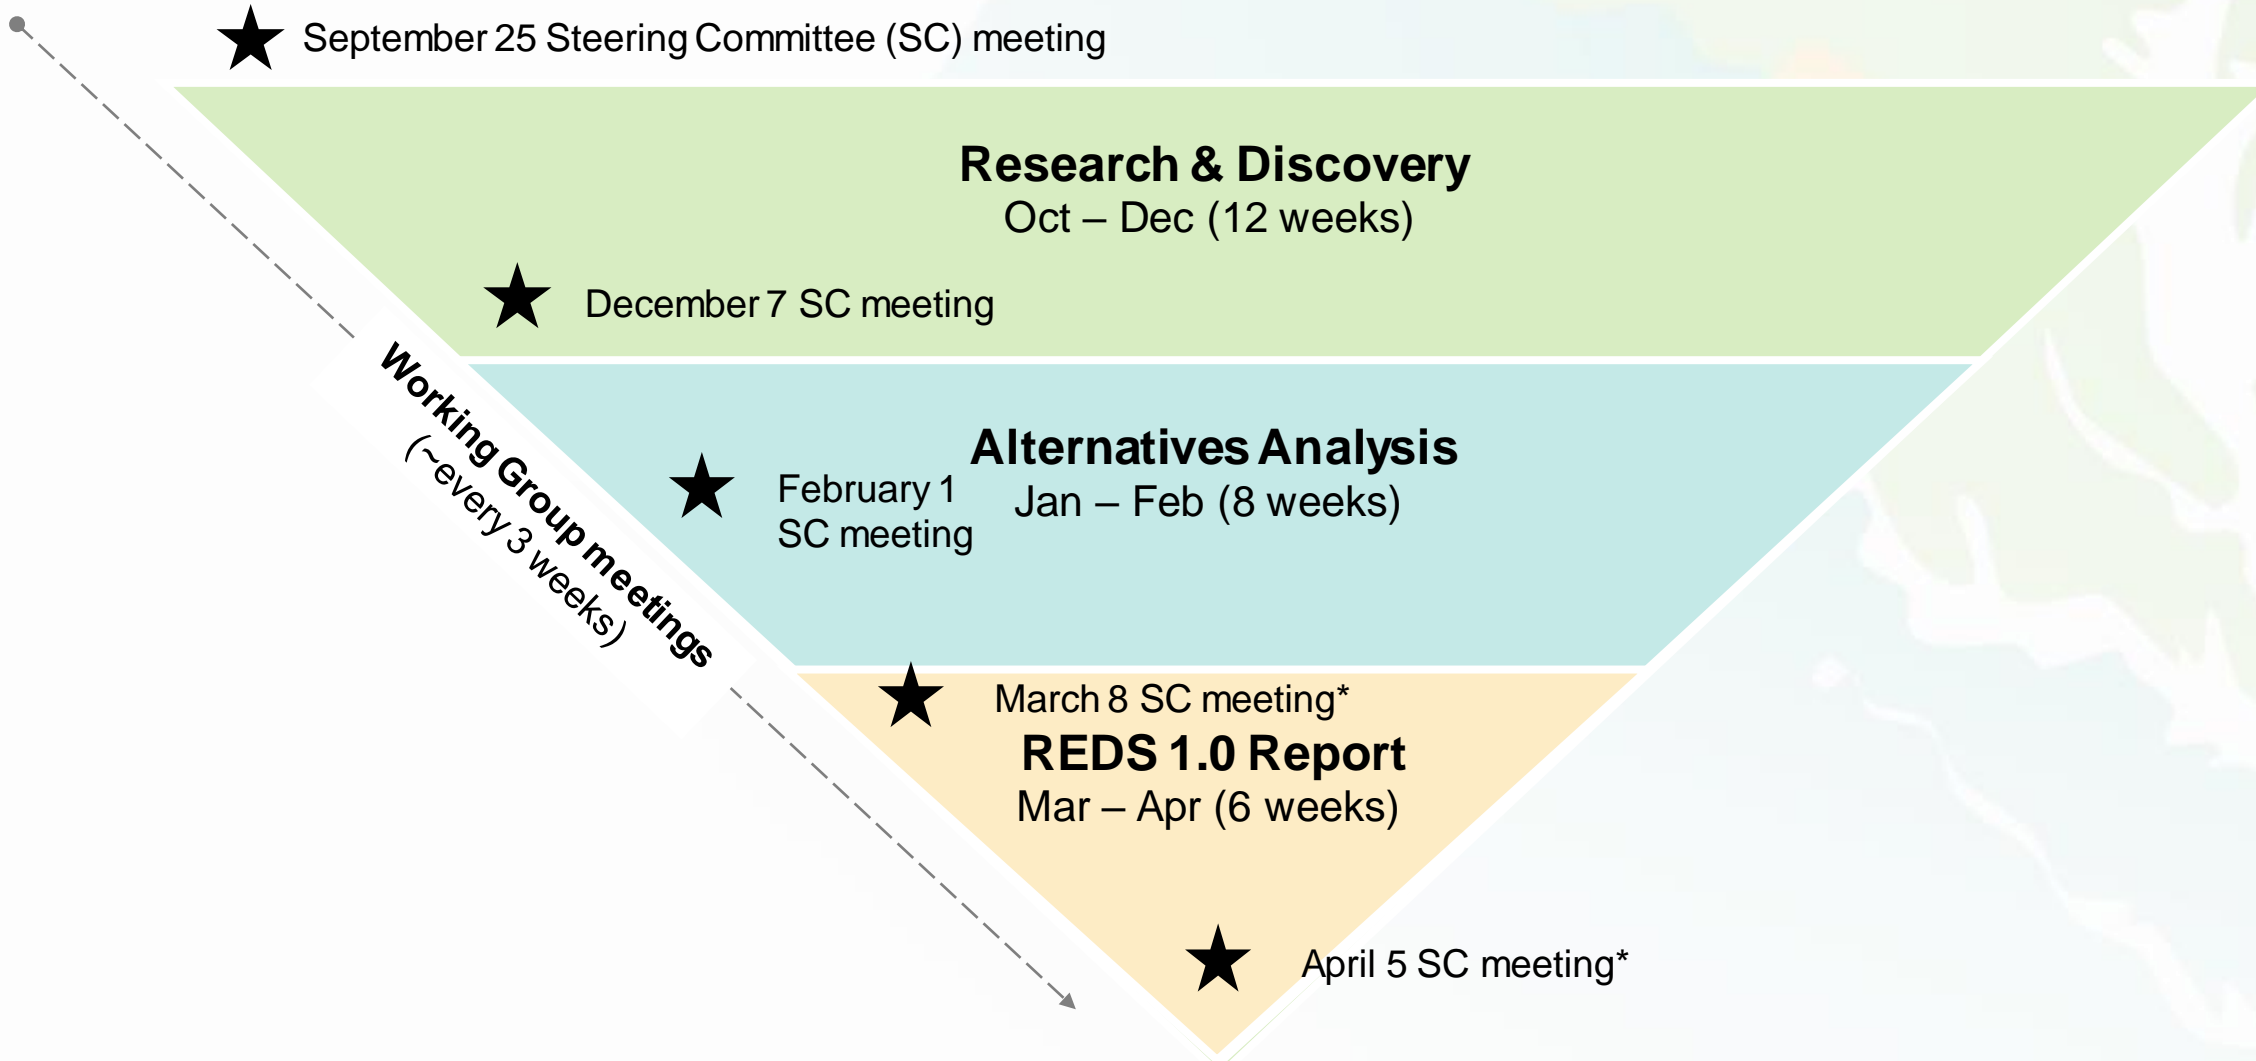 September 25 Steering Committee (SC) meeting
Research & Discovery
Oct – Dec (12 weeks)
December 7 SC meeting
Working Group meetings
(~every 3 weeks)
Alternatives Analysis
Jan – Feb (8 weeks)
February 1
SC meeting
March 8 SC meeting*
REDS 1.0 Report
Mar – Apr (6 weeks)
April 5 SC meeting*